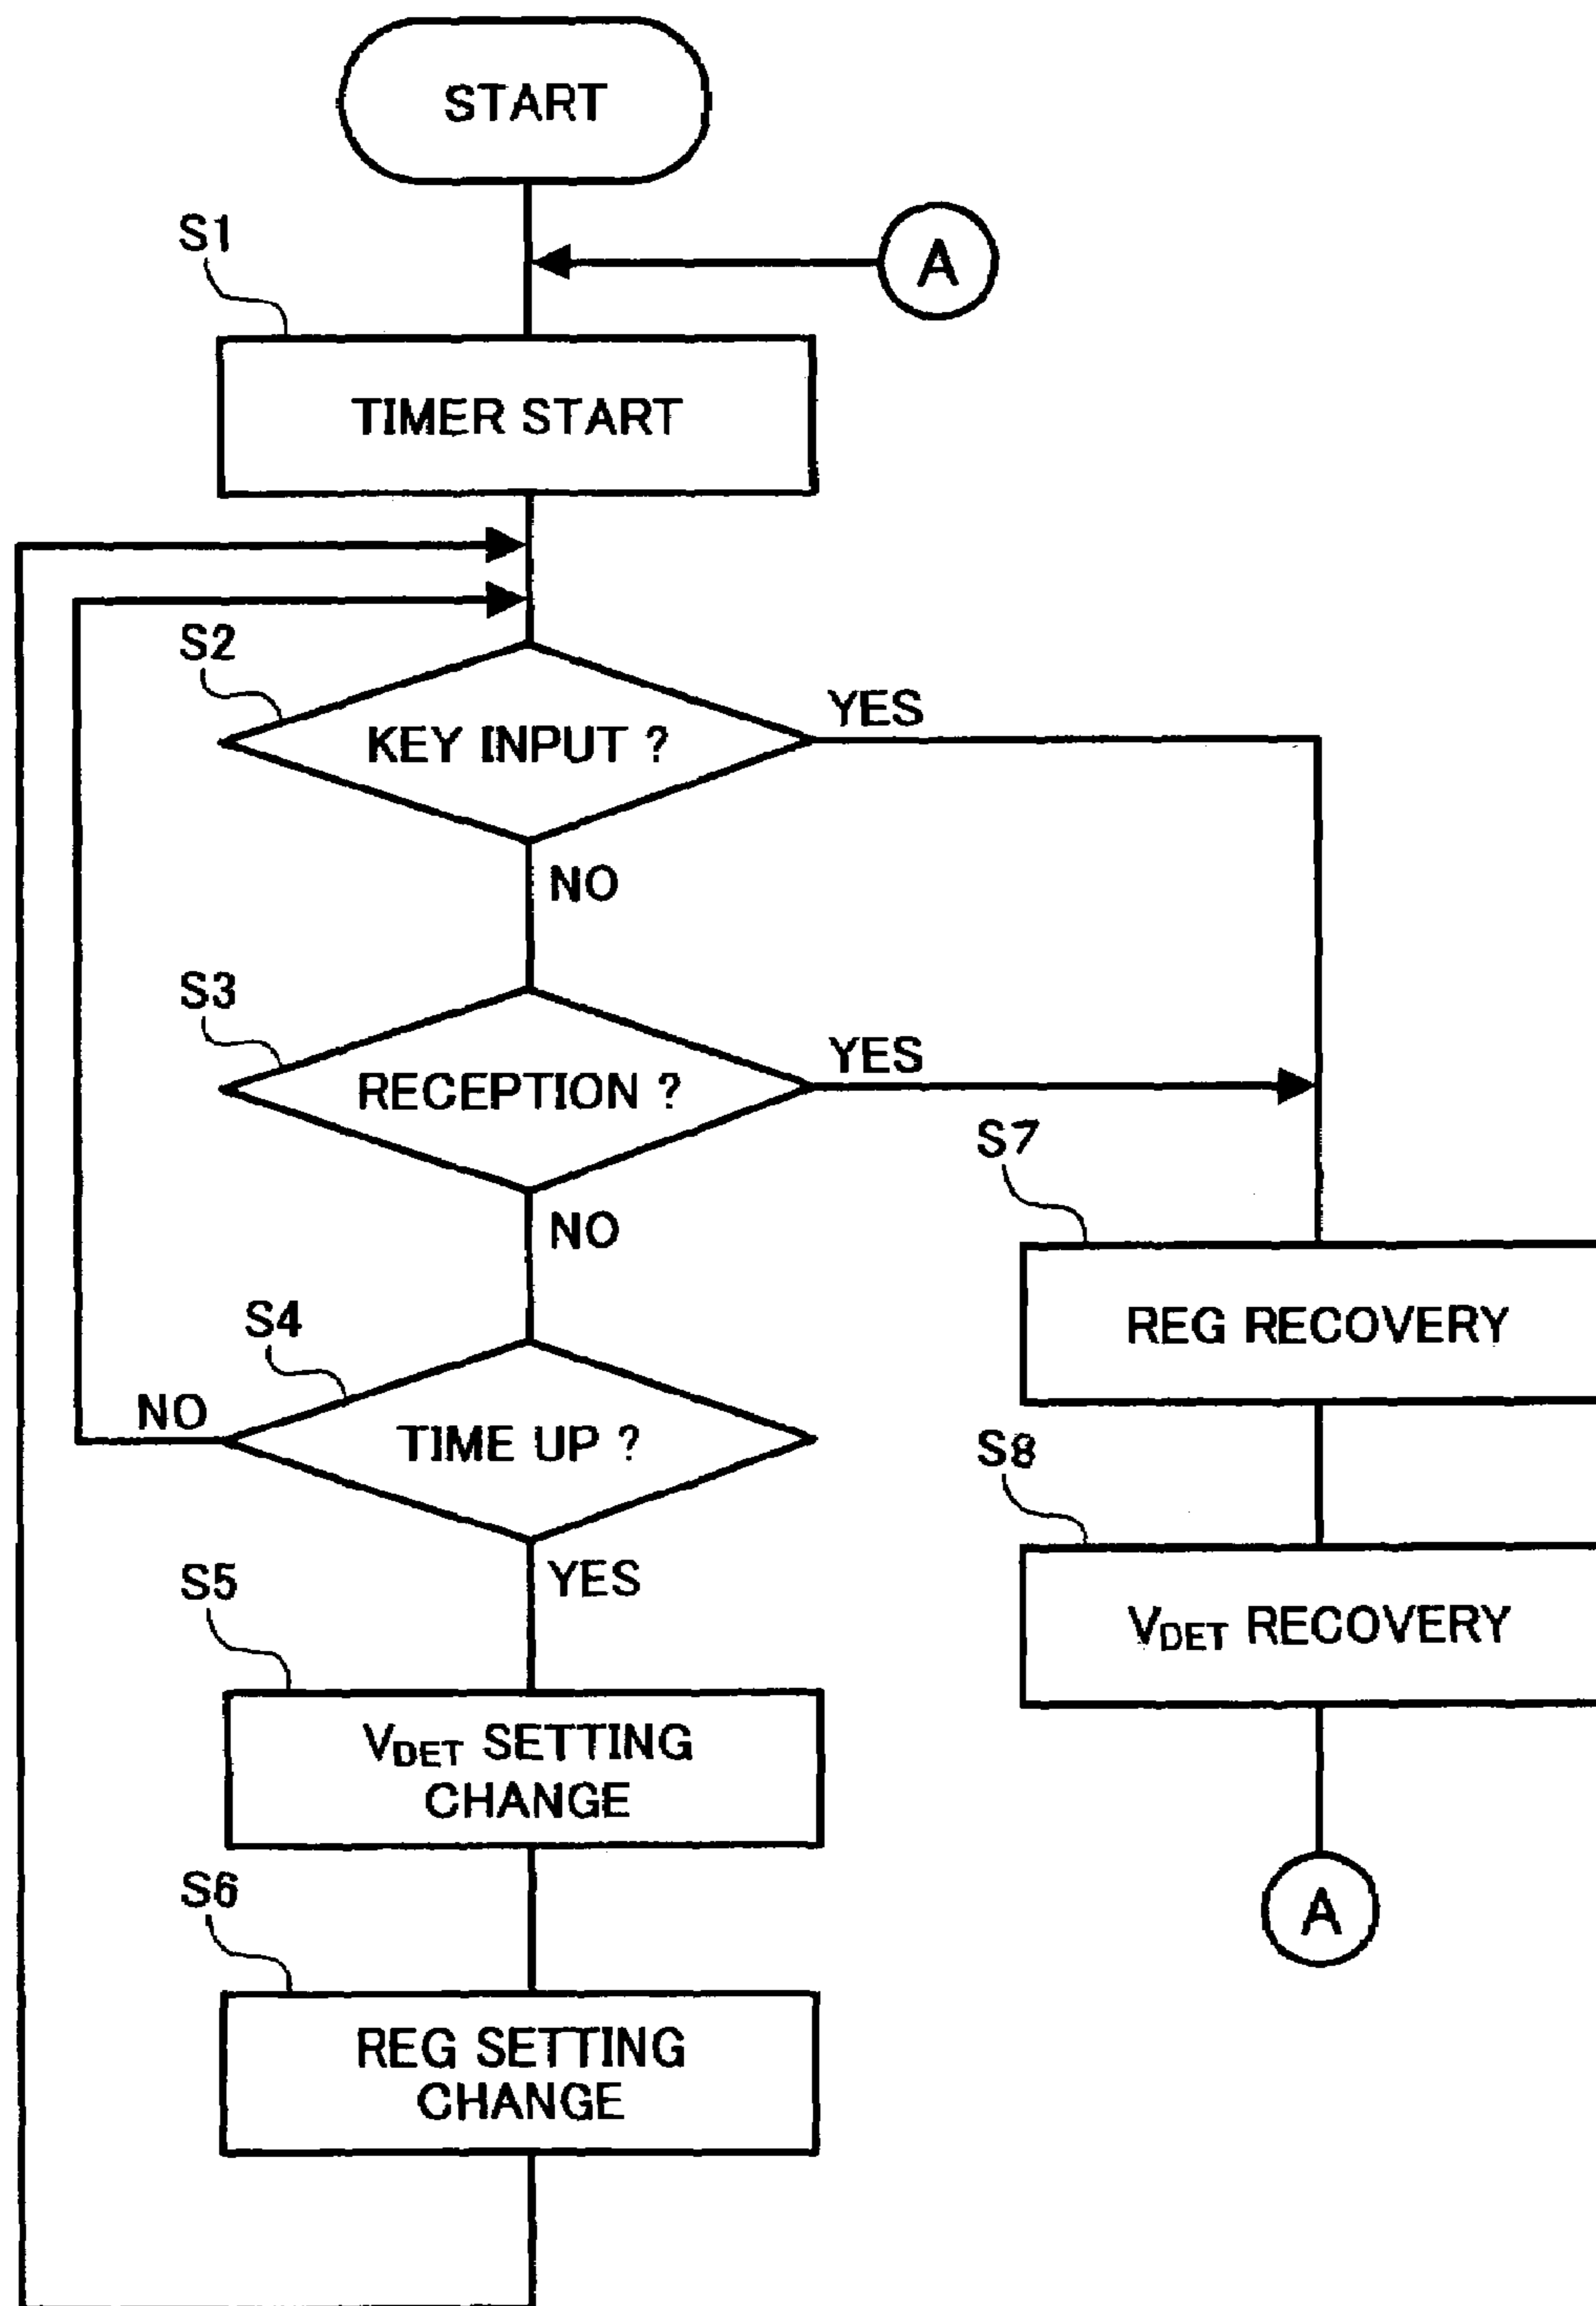 START
A
S1
TIMER START
S2
KEY INPUT ?
YES
NO
S3
RECEPTION ?
YES
NO
S4
TIME UP ?
NO
YES
S5
VDET SETTING
CHANGE
S6
REG SETTING
CHANGE
S7
REG RECOVERY
S8
VDET RECOVERY
A